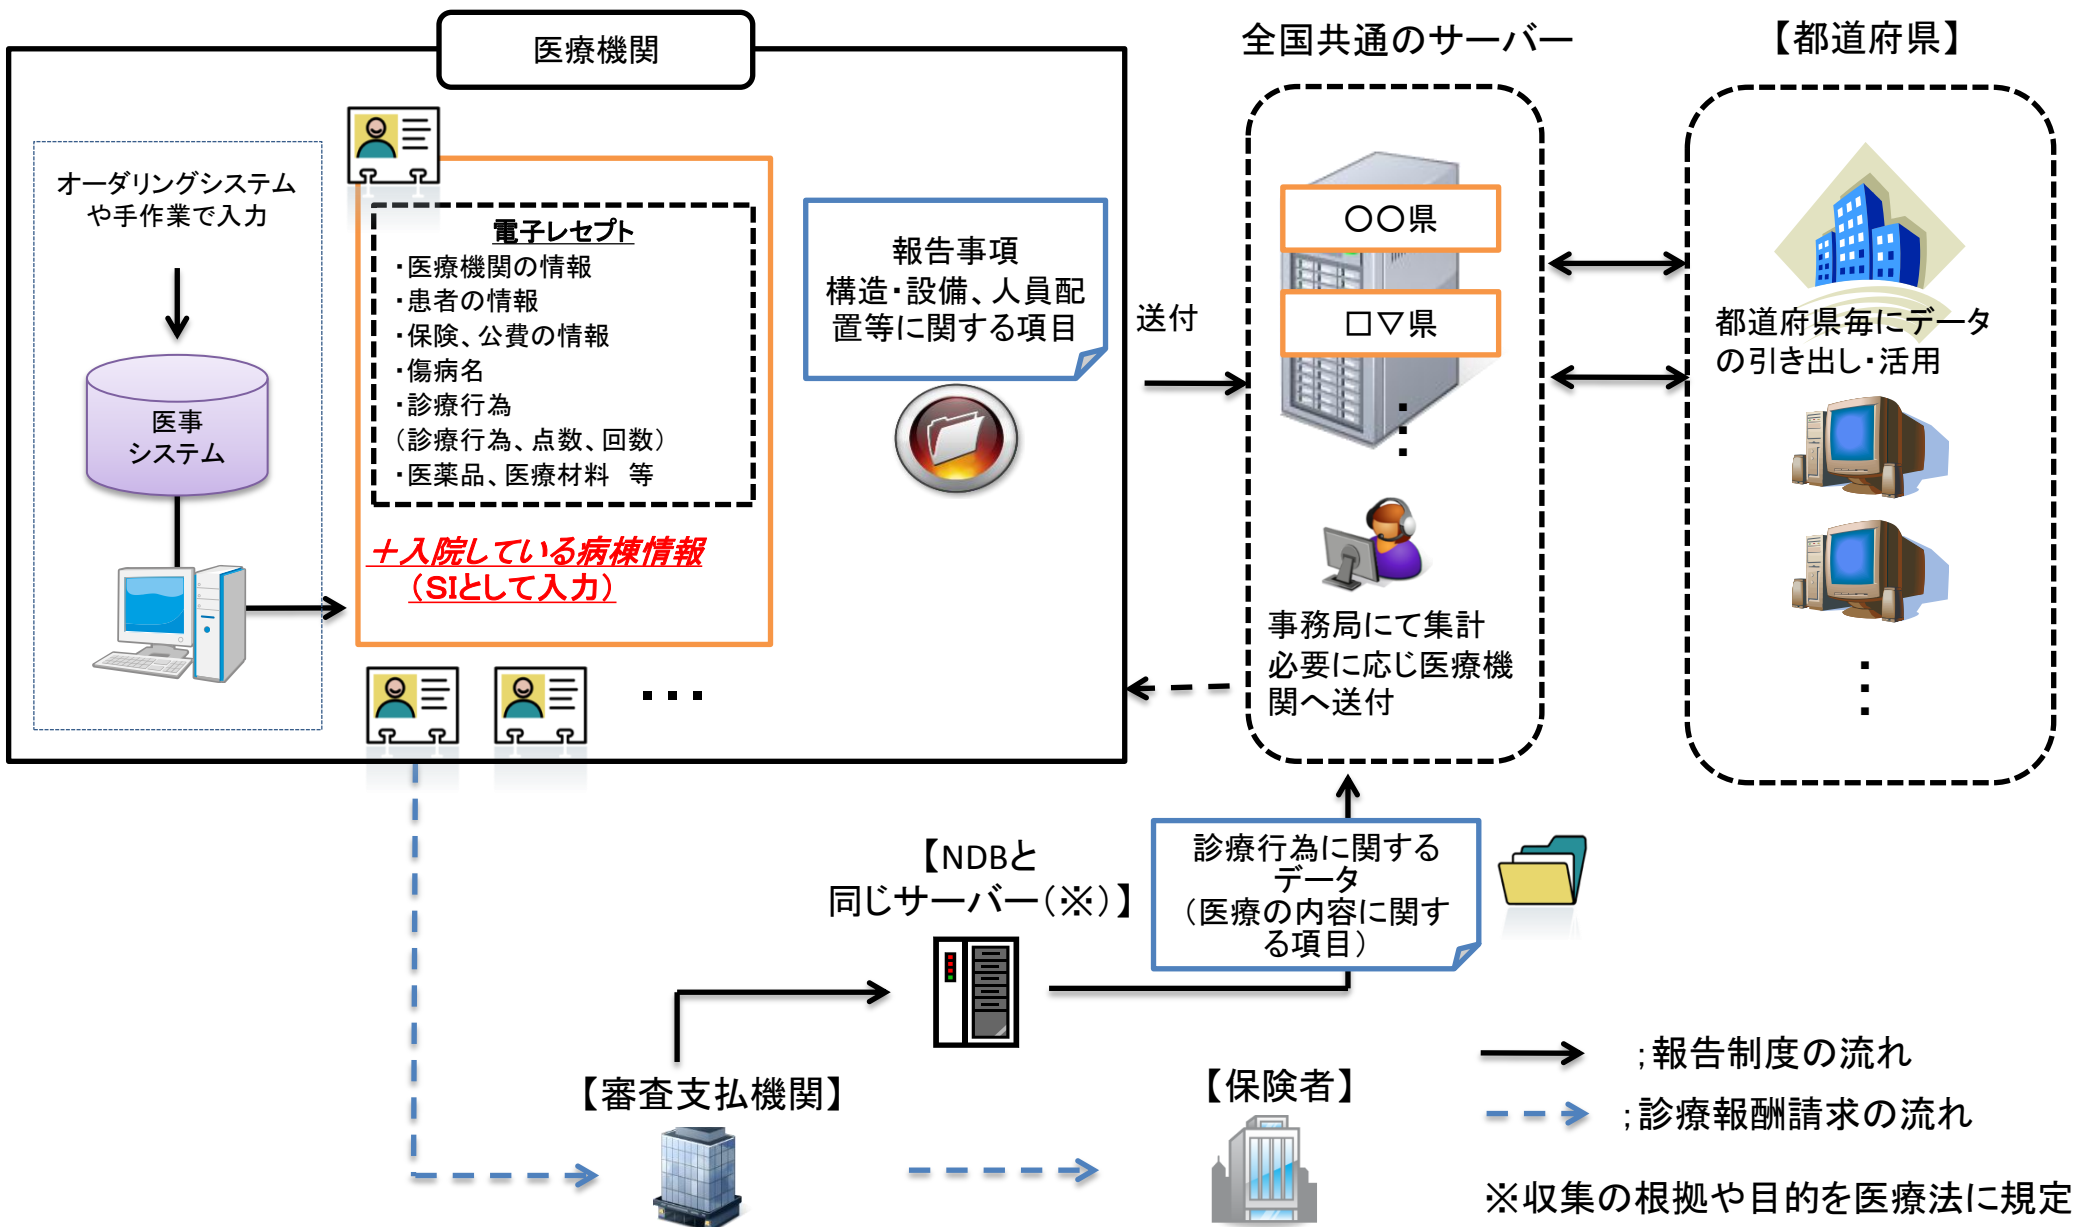 医療機関
全国共通のサーバー
【都道府県】
オーダリングシステム
や手作業で入力
医事
システム
電子レセプト
・医療機関の情報
・患者の情報
・保険、公費の情報
・傷病名
・診療行為
（診療行為、点数、回数）
・医薬品、医療材料　等
＋入院している病棟情報
（SIとして入力）
・・・
報告事項
構造・設備、人員配
置等に関する項目
送付
〇〇県
□▽県
・・・
事務局にて集計
必要に応じ医療機
関へ送付
都道府県毎にデータ
の引き出し・活用
・・・
【NDBと
同じサーバー（※）】
診療行為に関する
データ
（医療の内容に関す
る項目）
【審査支払機関】
【保険者】
；報告制度の流れ
；診療報酬請求の流れ
※収集の根拠や目的を医療法に規定